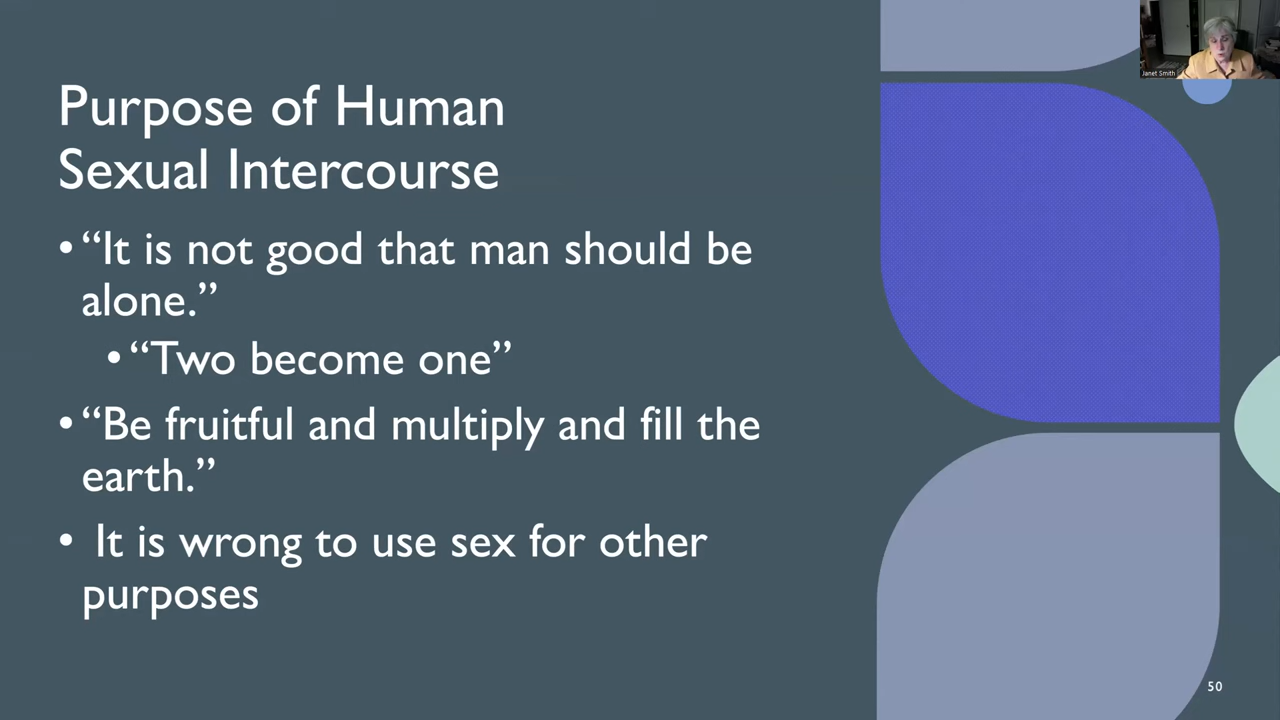 Purpose of Human
Sexual Intercourse
• “It is not good that man should be
alone.”
• “Two become one”
• “Be fruitful and multiply and fill the
earth.”
• It is wrong to use sex for other
purposes
Janet Smith
50